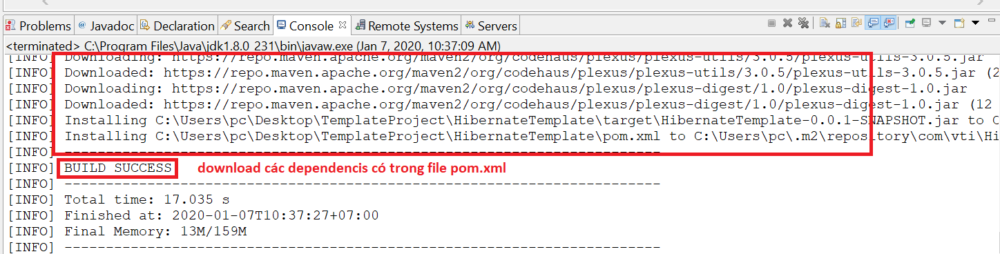 Problems @ Javadoc Declaration Search Console Remote Systems Servers
<terminated> C:\Program Files\Java\jdk1.8.0_231\bin\javaw.exe (Jan 7, 2020, 10:37:09 AM)
[INFO] Downloading: https://repo.maven.apache.org/maven2/org/codehaus/plexus/plexus-utils/3.0.5/plexus-utils-3.0.5.jar
[INFO] Downloaded: https://repo.maven.apache.org/maven2/org/codehaus/plexus/plexus-utils/3.0.5/plexus-utils-3.0.5.jar (2
[INFO] Downloading: https://repo.maven.apache.org/maven2/org/codehaus/plexus/plexus-digest/1.0/plexus-digest-1.0.jar
[INFO] Downloaded: https://repo.maven.apache.org/maven2/org/codehaus/plexus/plexus-digest/1.0/plexus-digest-1.0.jar (12
[INFO] Installing C:\Users\pc\Desktop\TemplateProject\HibernateTemplate\target\HibernateTemplate-0.0.1-SNAPSHOT.jar to C
[INFO] Installing C:\Users\pc\Desktop\TemplateProject\HibernateTemplate\pom.xml to C:\Users\pc\.m2\repository\com\vti\Hi
[INFO] ------------------------------------------------------------------------
[INFO] BUILD SUCCESS download các dependencis có trong file pom.xml
[INFO] ------------------------------------------------------------------------
[INFO] Total time: 17.035 s
[INFO] Finished at: 2020-01-07T10:37:27+07:00
[INFO] Final Memory: 13M/159M
[INFO] ------------------------------------------------------------------------